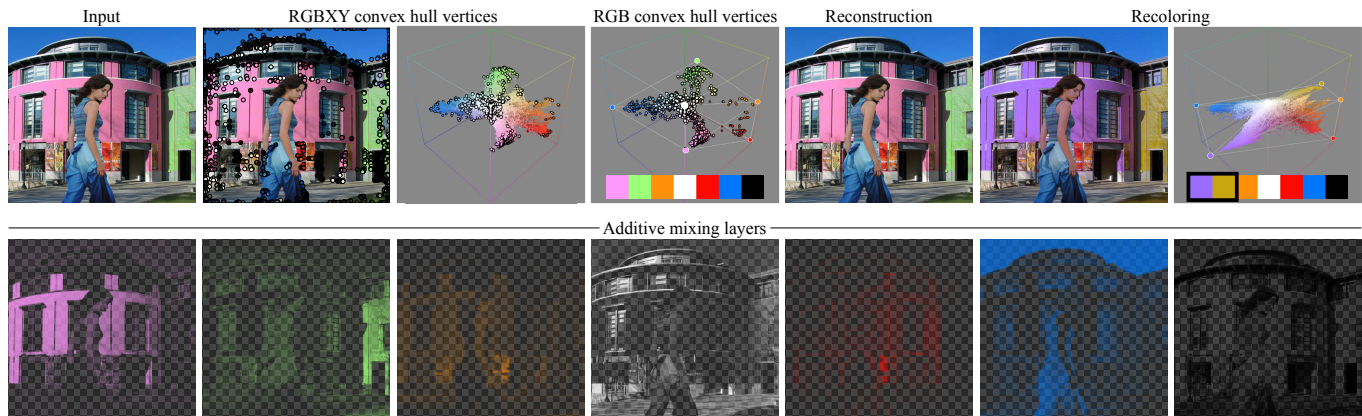 Input
RGBXY convex hull vertices
RGB convex hull vertices
Reconstruction
Recoloring
Additive mixing layers